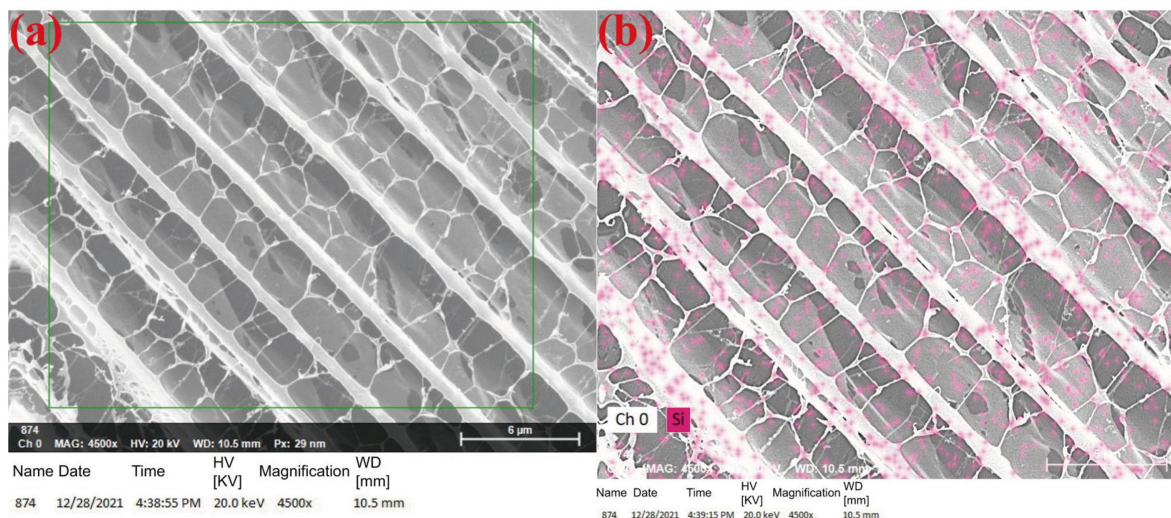 (a)
874
Ch 0 MAG: 4500x HV: 20 kV WD: 10.5 mm Px: 29 nm
6 μm
Name Date Time HV [KV] Magnification WD [mm]
874 12/28/2021 4:38:55 PM 20.0 keV 4500x 10.5 mm
(b)
Ch 0 Si
MAG: WD: 10.5 mm
Name Date Time HV [KV] Magnification WD [mm]
874 12/28/2021 4:39:15 PM 20.0 keV 4500x 10.5 mm